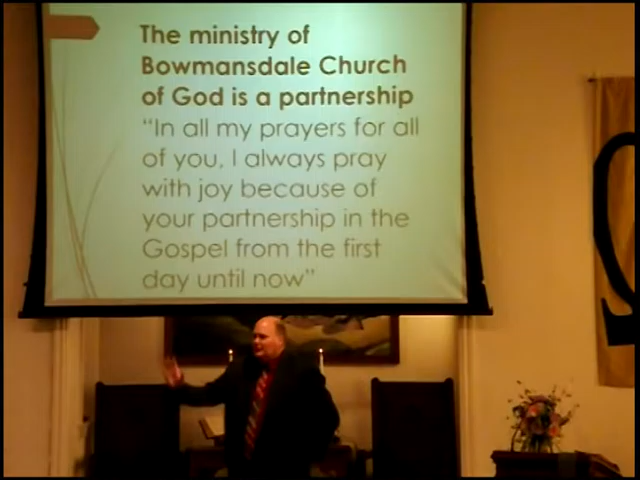 The ministry of
Bowmansdale Church
of God is a partnership
“In all my prayers for all
of you, I always pray
with joy because of
your partnership in the
Gospel from the first
day until now”